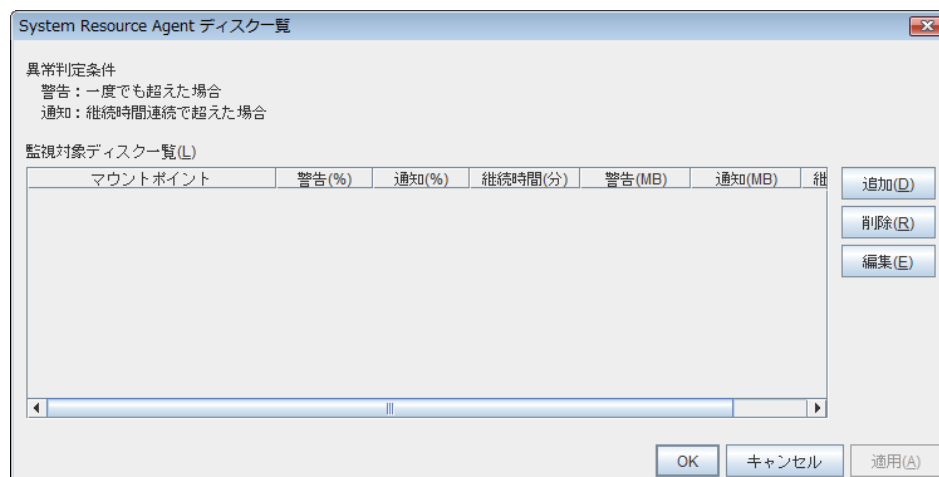 System Resource Agent ディスク一覧
異常判定条件
警告：一度でも超えた場合
通知：継続時間連続で超えた場合
監視対象ディスク一覧(L)
マウントポイント 警告(%) 通知(%) 継続時間(分) 警告(MB) 通知(MB) 継
追加(D)
削除(R)
編集(E)
OK キャンセル 適用(A)